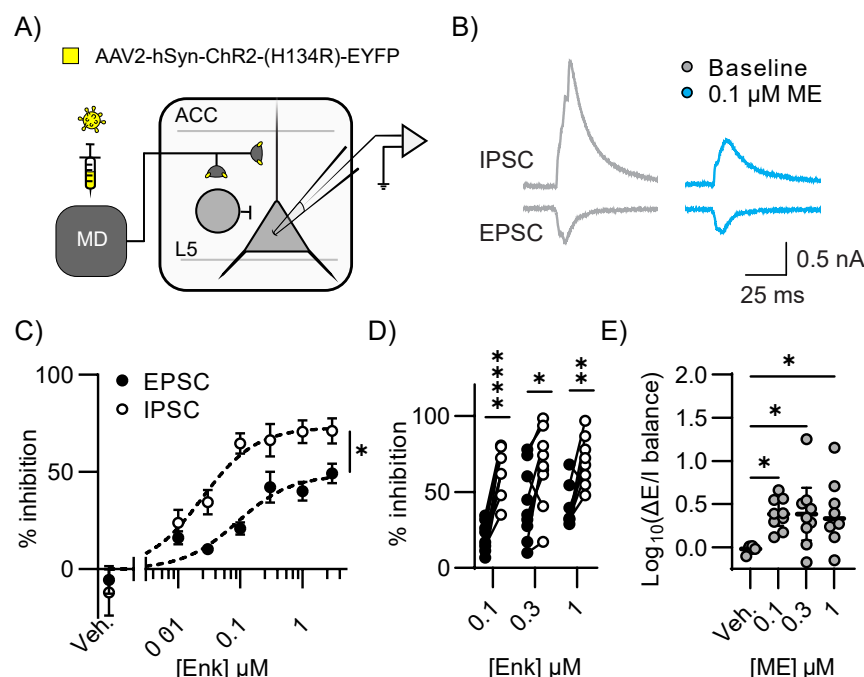 A)
AAV2-hSyn-ChR2-(H134R)-EYFP
ACC
MD
L5
B)
Baseline
0.1 µM ME
IPSC
EPSC
0.5 nA
25 ms
C)
EPSC
IPSC
100
50
0
% inhibition
*
Veh.
0 01
0.1
1
[Enk] µM
D)
****
*
**
100
50
0
% inhibition
0.1
0.3
1
[Enk] µM
E)
*
*
*
2.0
1.5
1.0
0.5
0.0
Log10(ΔE/I balance)
Veh.
0.1
0.3
1
[ME] µM